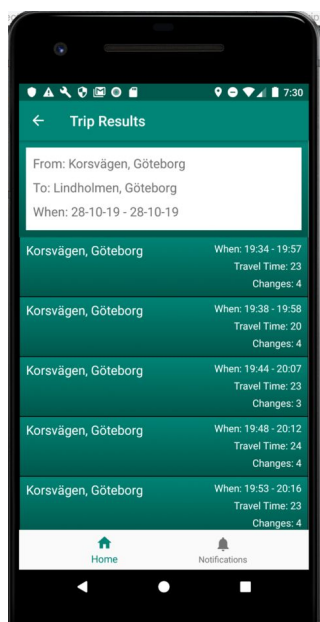 7:30
Trip Results
From: Korsvägen, Göteborg
To: Lindholmen, Göteborg
When: 28-10-19 - 28-10-19
Korsvägen, Göteborg
When: 19:34 - 19:57
Travel Time: 23
Changes: 4
Korsvägen, Göteborg
When: 19:38 - 19:58
Travel Time: 20
Changes: 4
Korsvägen, Göteborg
When: 19:44 - 20:07
Travel Time: 23
Changes: 3
Korsvägen, Göteborg
When: 19:48 - 20:12
Travel Time: 24
Changes: 4
Korsvägen, Göteborg
When: 19:53 - 20:16
Travel Time: 23
Changes: 4
Home
Notifications